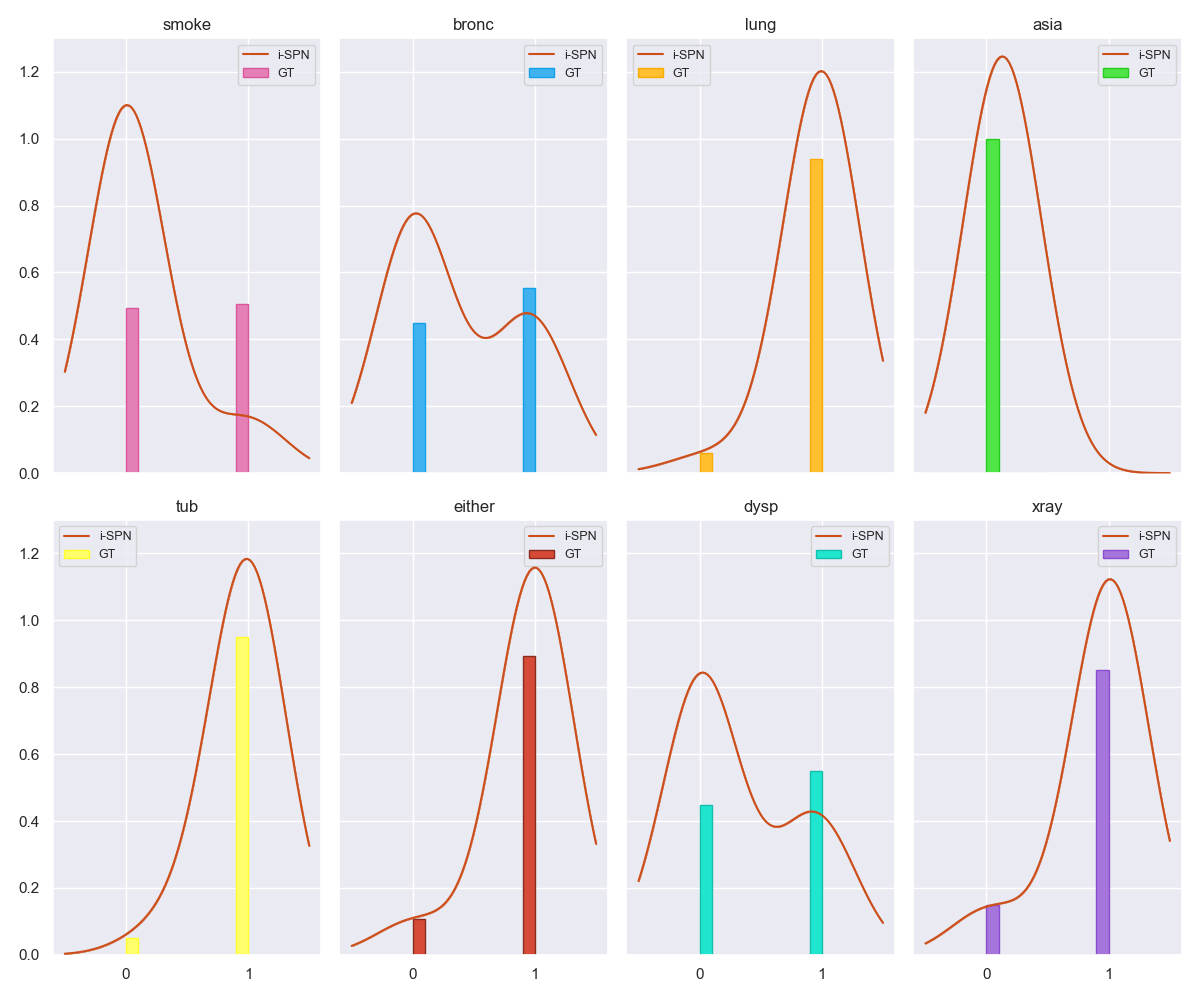 smoke
i-SPN
GT
1.2
1.0
0.8
0.6
0.4
0.2
0.0
bronc
i-SPN
GT
lung
i-SPN
GT
asia
i-SPN
GT
tub
i-SPN
GT
1.2
1.0
0.8
0.6
0.4
0.2
0.0
0 1
either
i-SPN
GT
0 1
dysp
i-SPN
GT
0 1
xray
i-SPN
GT
0 1